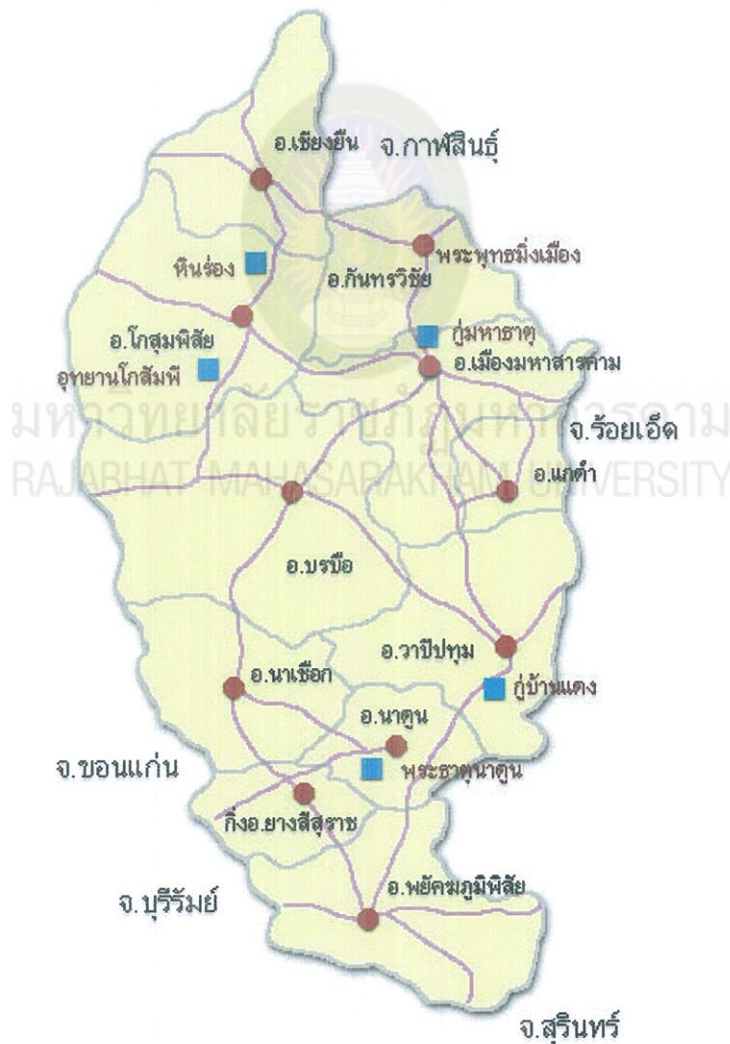 อ.เชียงยืน
จ.กาฬสินธุ์
พระพุทธมิ่งเมือง
หินร่อง
อ.กันทรวิชัย
กู่มหาธาตุ
อ.โกสุมพิสัย
อ.เมืองมหาสารคาม
อุทยานโกสัมพี
มหาวิทยาลัยราชภัฏมหาสารคาม
จ.ร้อยเอ็ด
อ.แกดำ
RAJABHAT MAHASARAKHAM UNIVERSITY
อ.บรบือ
อ.วาปีปทุม
อ.นาเชือก
กู่บ้านแดง
อ.นาดูน
จ.ขอนแก่น
พระธาตุนาดูน
กิ่งอ.ยางสีสุราช
อ.พยัคฆภูมิพิสัย
จ.บุรีรัมย์
จ.สุรินทร์